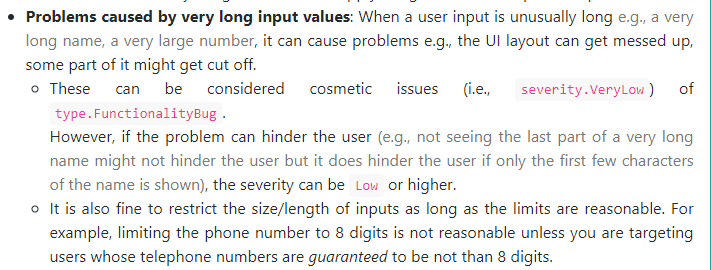 • Problems caused by very long input values: When a user input is unusually long e.g., a very
long name, a very large number, it can cause problems e.g., the UI layout can get messed up,
some part of it might get cut off.
○ These can be considered cosmetic issues (i.e., severity.VeryLow ) of
type.FunctionalityBug .
However, if the problem can hinder the user (e.g., not seeing the last part of a very long
name might not hinder the user but it does hinder the user if only the first few characters
of the name is shown), the severity can be Low or higher.
○ It is also fine to restrict the size/length of inputs as long as the limits are reasonable. For
example, limiting the phone number to 8 digits is not reasonable unless you are targeting
users whose telephone numbers are guaranteed to be not than 8 digits.